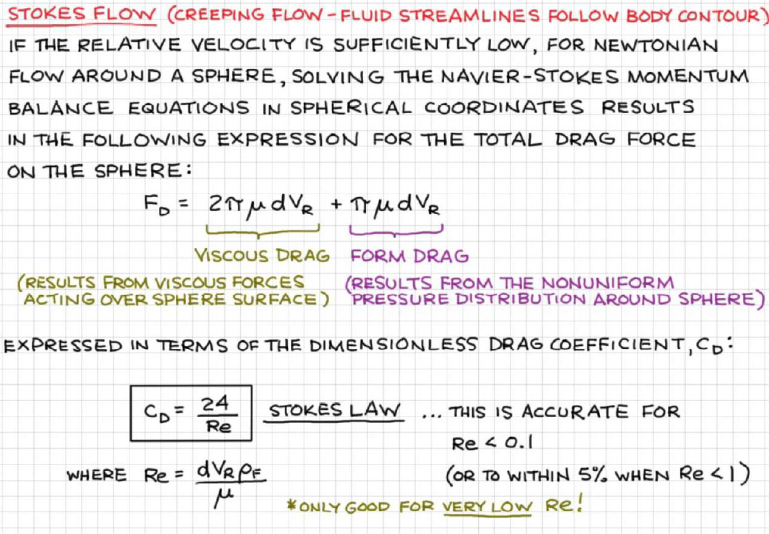 STOKES FLOW (CREEPING FLOW-FLUID STREAMLINES FOLLOW BODY CONTOUR)
IF THE RELATIVE VELOCITY IS SUFFICIENTLY LOW, FOR NEWTONIAN
FLOW AROUND A SPHERE, SOLVING THE NAVIER-STOKES MOMENTUM
BALANCE EQUATIONS IN SPHERICAL COORDINATES RESULTS
IN THE FOLLOWING EXPRESSION FOR THE TOTAL DRAG FORCE
ON THE SPHERE:
F_D = 2πμdV_R + πμdV_R
VISCOUS DRAG FORM DRAG
(RESULTS FROM VISCOUS FORCES (RESULTS FROM THE NONUNIFORM
ACTING OVER SPHERE SURFACE) PRESSURE DISTRIBUTION AROUND SPHERE)
EXPRESSED IN TERMS OF THE DIMENSIONLESS DRAG COEFFICIENT, C_D:
C_D = 24/Re STOKES LAW ... THIS IS ACCURATE FOR
Re < 0.1
WHERE Re = dV_Rρ_F/μ (OR TO WITHIN 5% WHEN Re < 1)
*ONLY GOOD FOR VERY LOW Re!